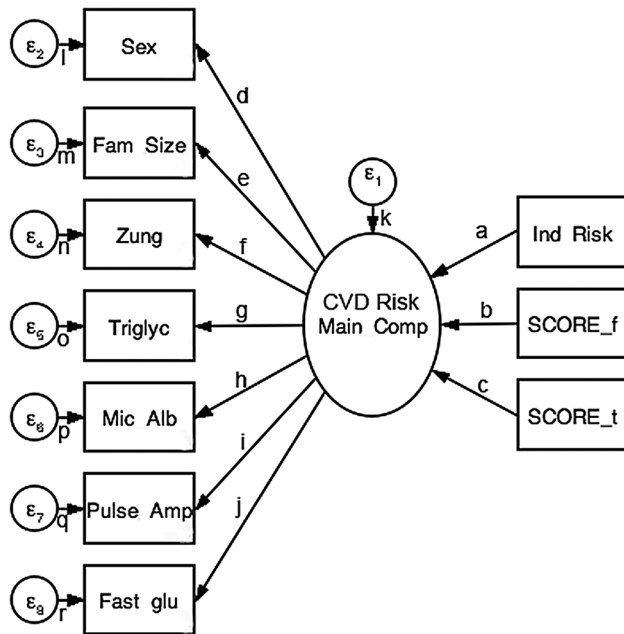 ε2
l
Sex
d
ε3
m
Fam Size
e
ε1
k
ε4
n
Zung
f
a
Ind Risk
ε5
o
Triglyc
g
CVD Risk
Main Comp
b
SCORE_f
ε6
p
Mic Alb
h
c
SCORE_t
ε7
q
Pulse Amp
i
ε8
r
Fast glu
j